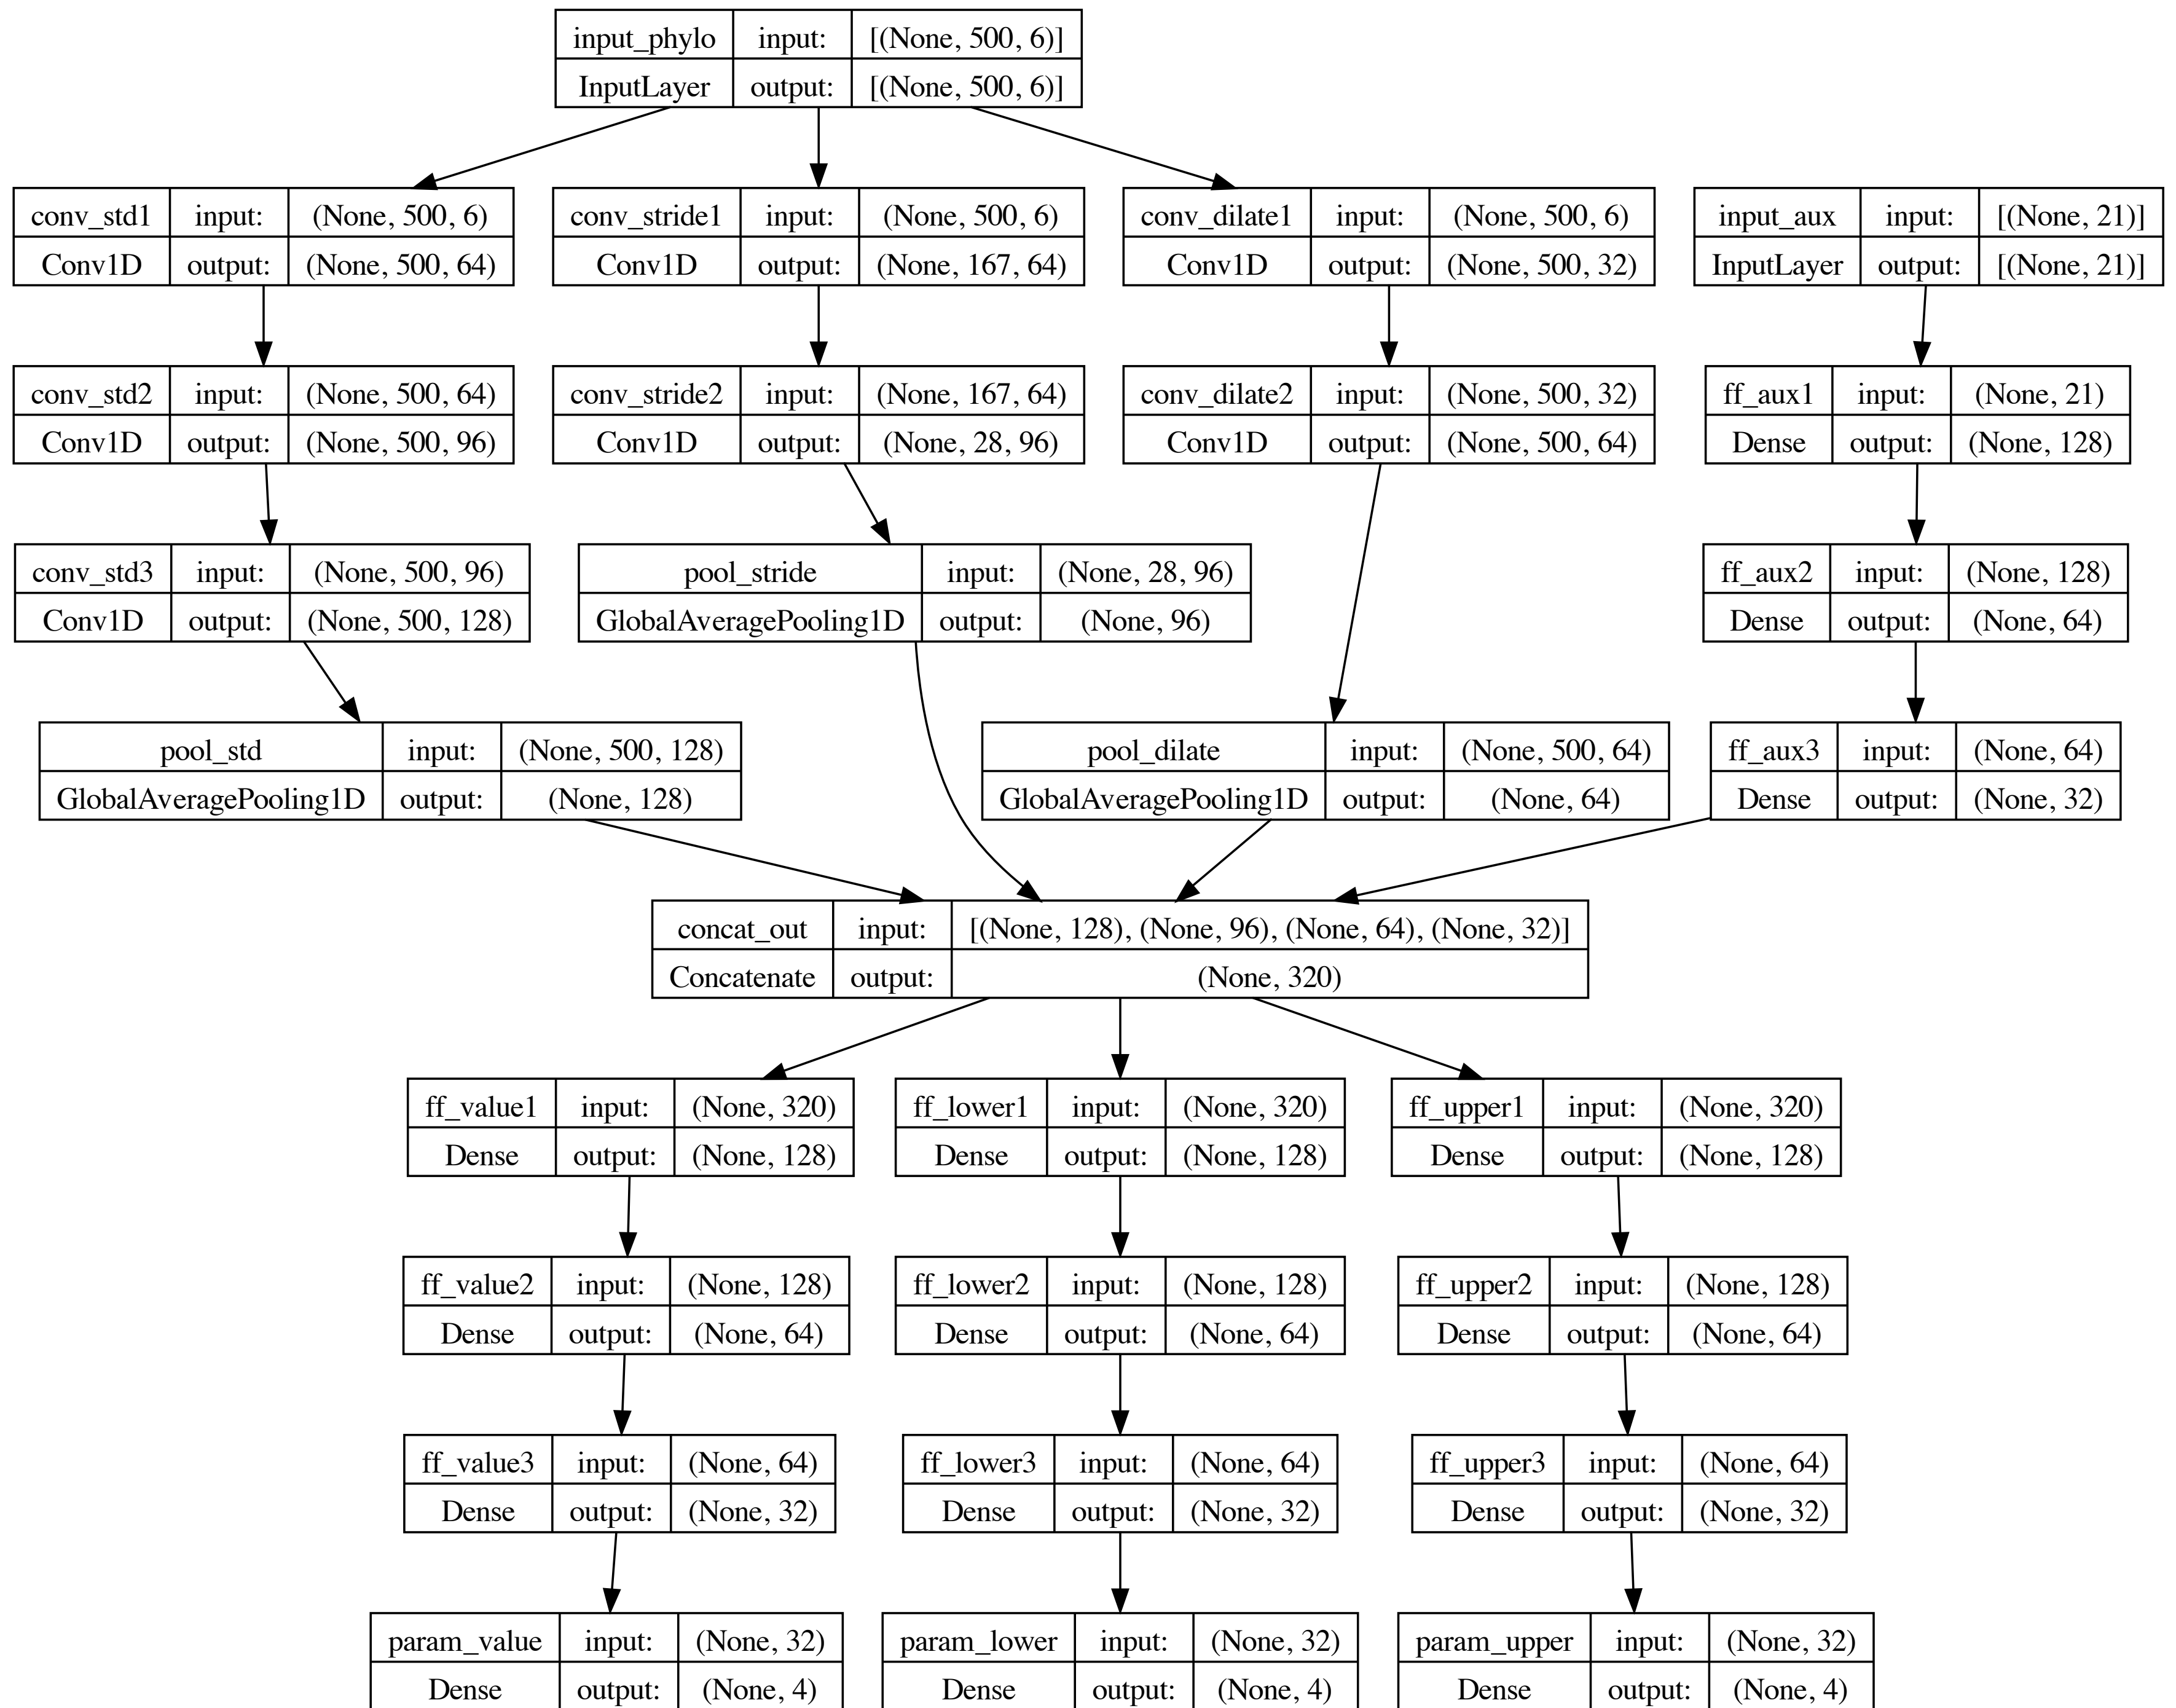 input_phylo input: [(None, 500, 6)]
InputLayer output: [(None, 500, 6)]
conv_std1 input: (None, 500, 6)
Conv1D output: (None, 500, 64)
conv_stride1 input: (None, 500, 6)
Conv1D output: (None, 167, 64)
conv_dilate1 input: (None, 500, 6)
Conv1D output: (None, 500, 32)
input_aux input: [(None, 21)]
InputLayer output: [(None, 21)]
conv_std2 input: (None, 500, 64)
Conv1D output: (None, 500, 96)
conv_stride2 input: (None, 167, 64)
Conv1D output: (None, 28, 96)
conv_dilate2 input: (None, 500, 32)
Conv1D output: (None, 500, 64)
ff_aux1 input: (None, 21)
Dense output: (None, 128)
conv_std3 input: (None, 500, 96)
Conv1D output: (None, 500, 128)
pool_stride input: (None, 28, 96)
GlobalAveragePooling1D output: (None, 96)
ff_aux2 input: (None, 128)
Dense output: (None, 64)
pool_std input: (None, 500, 128)
GlobalAveragePooling1D output: (None, 128)
pool_dilate input: (None, 500, 64)
GlobalAveragePooling1D output: (None, 64)
ff_aux3 input: (None, 64)
Dense output: (None, 32)
concat_out input: [(None, 128), (None, 96), (None, 64), (None, 32)]
Concatenate output: (None, 320)
ff_value1 input: (None, 320)
Dense output: (None, 128)
ff_lower1 input: (None, 320)
Dense output: (None, 128)
ff_upper1 input: (None, 320)
Dense output: (None, 128)
ff_value2 input: (None, 128)
Dense output: (None, 64)
ff_lower2 input: (None, 128)
Dense output: (None, 64)
ff_upper2 input: (None, 128)
Dense output: (None, 64)
ff_value3 input: (None, 64)
Dense output: (None, 32)
ff_lower3 input: (None, 64)
Dense output: (None, 32)
ff_upper3 input: (None, 64)
Dense output: (None, 32)
param_value input: (None, 32)
Dense output: (None, 4)
param_lower input: (None, 32)
Dense output: (None, 4)
param_upper input: (None, 32)
Dense output: (None, 4)